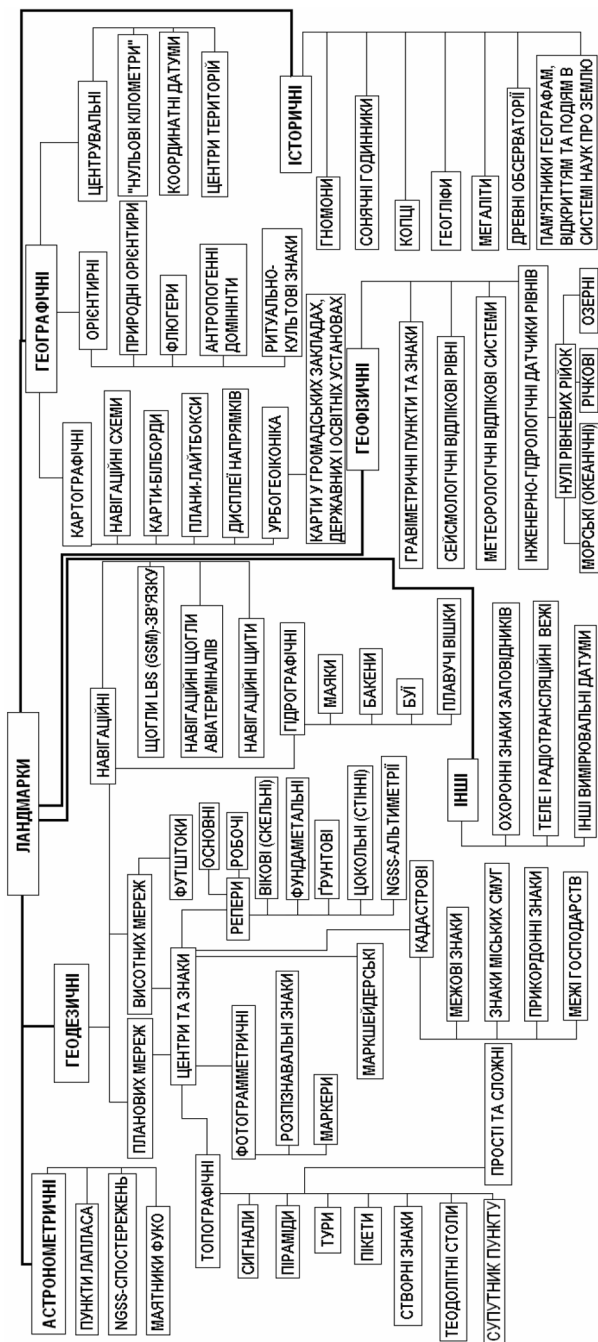 ЛАНДМАРКИ
АСТРОНОМЕТРИЧНІ
ПУНКТИ ЛАПЛАСА
NGSS-СПОСТЕРЕЖЕНЬ
МАЯТНИКИ ФУКО
ГЕОДЕЗИЧНІ
ПЛАНОВИХ МЕРЕЖ
ВИСОТНИХ МЕРЕЖ
ЦЕНТРИ ТА ЗНАКИ
ТОПОГРАФІЧНІ
СИГНАЛИ
ПІРАМІДИ
ТУРИ
ПІКЕТИ
СТВОРНІ ЗНАКИ
ТЕОДОЛІТНІ СТОЛИ
СУПУТНИК ПУНКТУ
ПРОСТІ ТА СЛОЖНІ
ФОТОГРАММЕТРИЧНІ
РОЗПІЗНАВАЛЬНІ ЗНАКИ
МАРКЕРИ
МАРКШЕЙДЕРСЬКІ
КАДАСТРОВІ
МЕЖОВІ ЗНАКИ
ЗНАКИ МІСЬКИХ СМУГ
ПРИКОРДОННІ ЗНАКИ
МЕЖІ ГОСПОДАРСТВ
ФУТШТОКИ
РЕПЕРИ
ОСНОВНІ
РОБОЧІ
ВІКОВІ (СКЕЛЬНІ)
ФУНДАМЕТАЛЬНІ
ҐРУНТОВІ
ЦОКОЛЬНІ (СТІННІ)
NGSS-АЛЬТИМЕТРІЇ
НАВІГАЦІЙНІ
ЩОГЛИ LBS (GSM)-ЗВ'ЯЗКУ
НАВІГАЦІЙНІ ЩОГЛИ
АВІАТЕРМІНАЛІВ
НАВІГАЦІЙНІ ЩИТИ
ГІДРОГРАФІЧНІ
МАЯКИ
БАКЕНИ
БУЇ
ПЛАВУЧІ ВІШКИ
ІНШІ
ОХОРОННІ ЗНАКИ ЗАПОВІДНИКІВ
ТЕЛЕ І РАДІОТРАНСЛЯЦІЙНІ ВЕЖІ
ІНШІ ВИМІРЮВАЛЬНІ ДАТУМИ
ГЕОГРАФІЧНІ
КАРТОГРАФІЧНІ
НАВІГАЦІЙНІ СХЕМИ
КАРТИ-БІЛБОРДИ
ПЛАНИ-ЛАЙТБОКСИ
ДИСПЛЕЇ НАПРЯМКІВ
УРБОГЕОІКОНІКА
КАРТИ У ГРОМАДСЬКИХ ЗАКЛАДАХ,
ДЕРЖАВНИХ І ОСВІТНІХ УСТАНОВАХ
ОРІЄНТИРНІ
ПРИРОДНІ ОРІЄНТИРИ
ФЛЮГЕРИ
АНТРОПОГЕННІ
ДОМІНІНТИ
РИТУАЛЬНО-
КУЛЬТОВІ ЗНАКИ
ЦЕНТРУВАЛЬНІ
"НУЛЬОВІ КІЛОМЕТРИ"
КООРДИНАТНІ ДАТУМИ
ЦЕНТРИ ТЕРИТОРІЙ
ГЕОФІЗИЧНІ
ГРАВІМЕТРИЧНІ ПУНКТИ ТА ЗНАКИ
СЕЙСМОЛОГІЧНІ ВІДЛІКОВІ РІВНІ
МЕТЕОРОЛОГІЧНІ ВІДЛІКОВІ СИСТЕМИ
ІНЖЕНЕРНО-ГІДРОЛОГІЧНІ ДАТЧИКИ РІВНІВ
НУЛІ РІВНЕВИХ РІЙОК
МОРСЬКІ (ОКЕАНІЧНІ)
РІЧКОВІ
ОЗЕРНІ
ІСТОРИЧНІ
ГНОМОНИ
СОНЯЧНІ ГОДИННИКИ
КОПЦІ
ГЕОГЛІФИ
МЕГАЛІТИ
ДРЕВНІ ОБСЕРВАТОРІЇ
ПАМ'ЯТНИКИ ГЕОГРАФАМ,
ВІДКРИТТЯМ ТА ПОДІЯМ В
СИСТЕМІ НАУК ПРО ЗЕМЛЮ